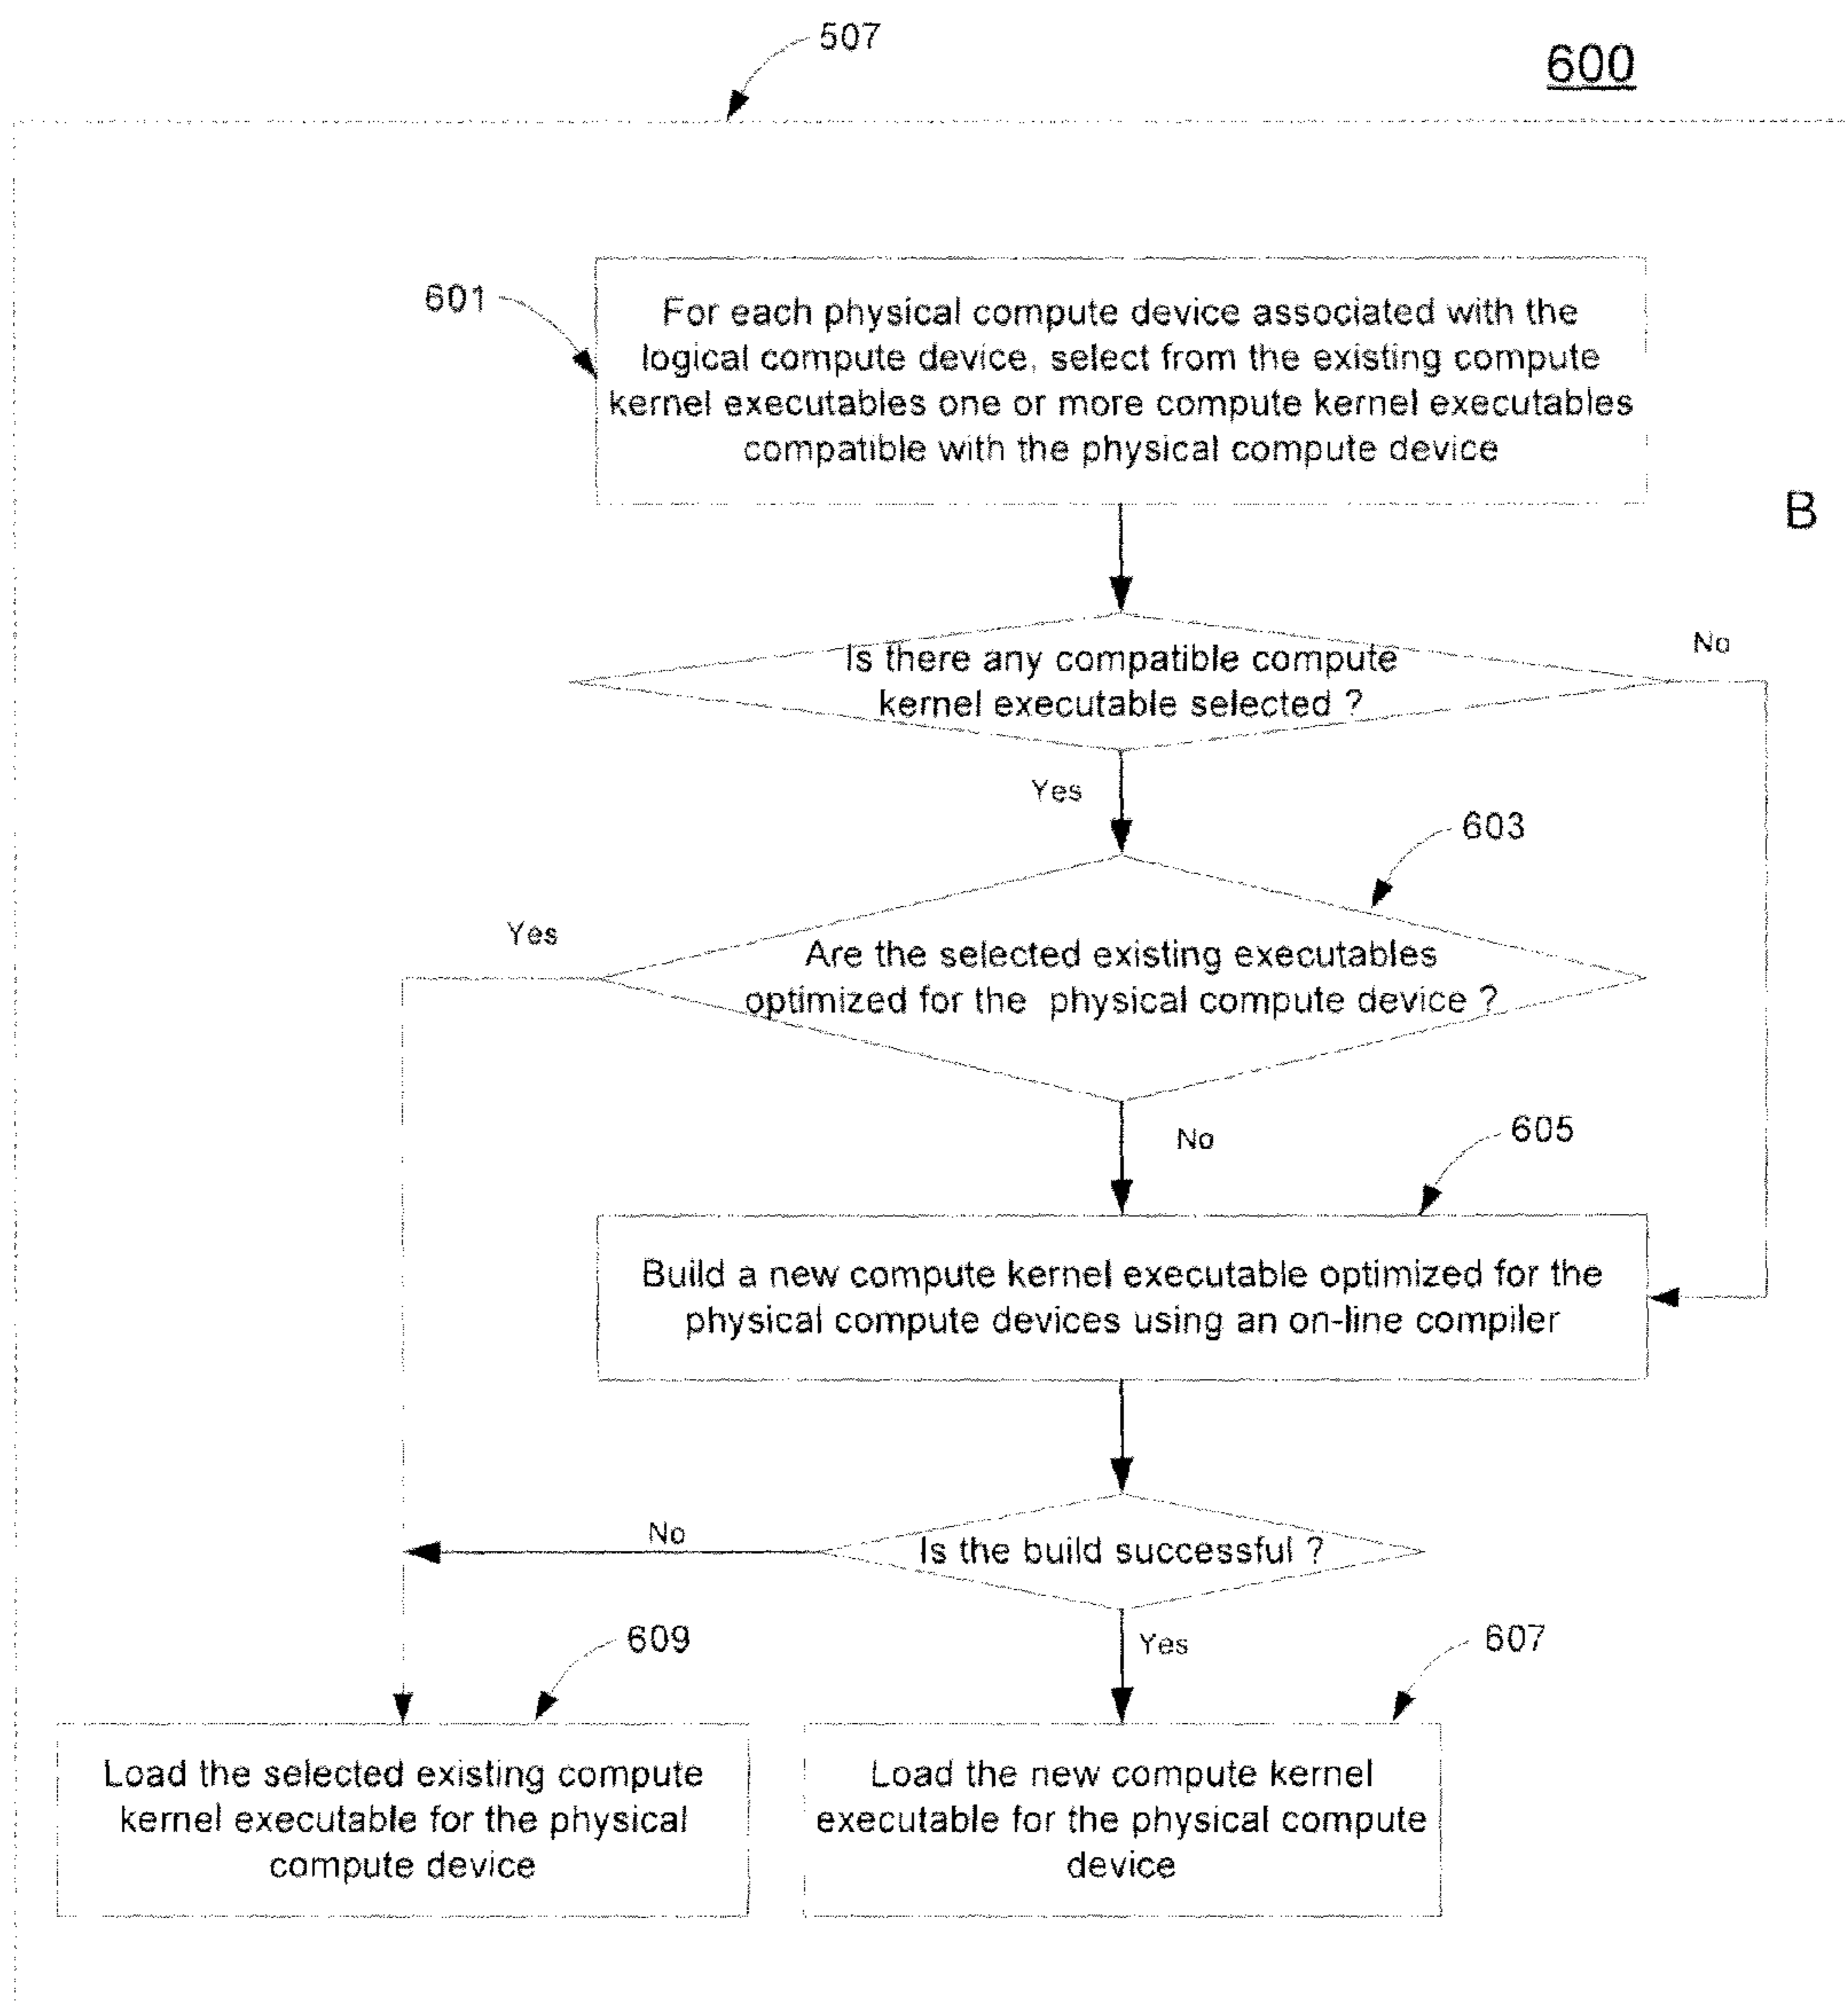 507
600
601
For each physical compute device associated with the
logical compute device, select from the existing compute
kernel executables one or more compute kernel executables
compatible with the physical compute device
B
Is there any compatible compute
kernel executable selected ?
No
Yes
603
Yes
Are the selected existing executables
optimized for the physical compute device ?
No
605
Build a new compute kernel executable optimized for the
physical compute devices using an on-line compiler
No
Is the build successful ?
609
Yes
607
Load the selected existing compute
kernel executable for the physical
compute device
Load the new compute kernel
executable for the physical compute
device